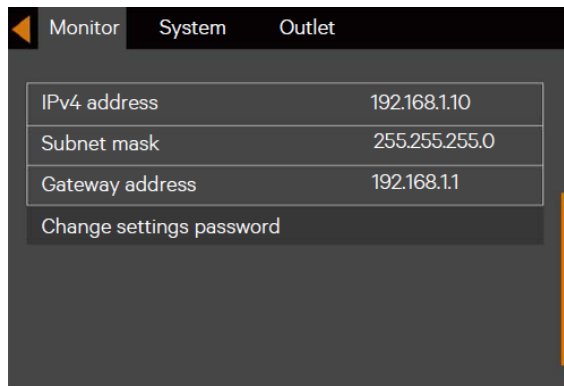 Monitor System Outlet
IPv4 address 192.168.1.10
Subnet mask 255.255.255.0
Gateway address 192.168.1.1
Change settings password